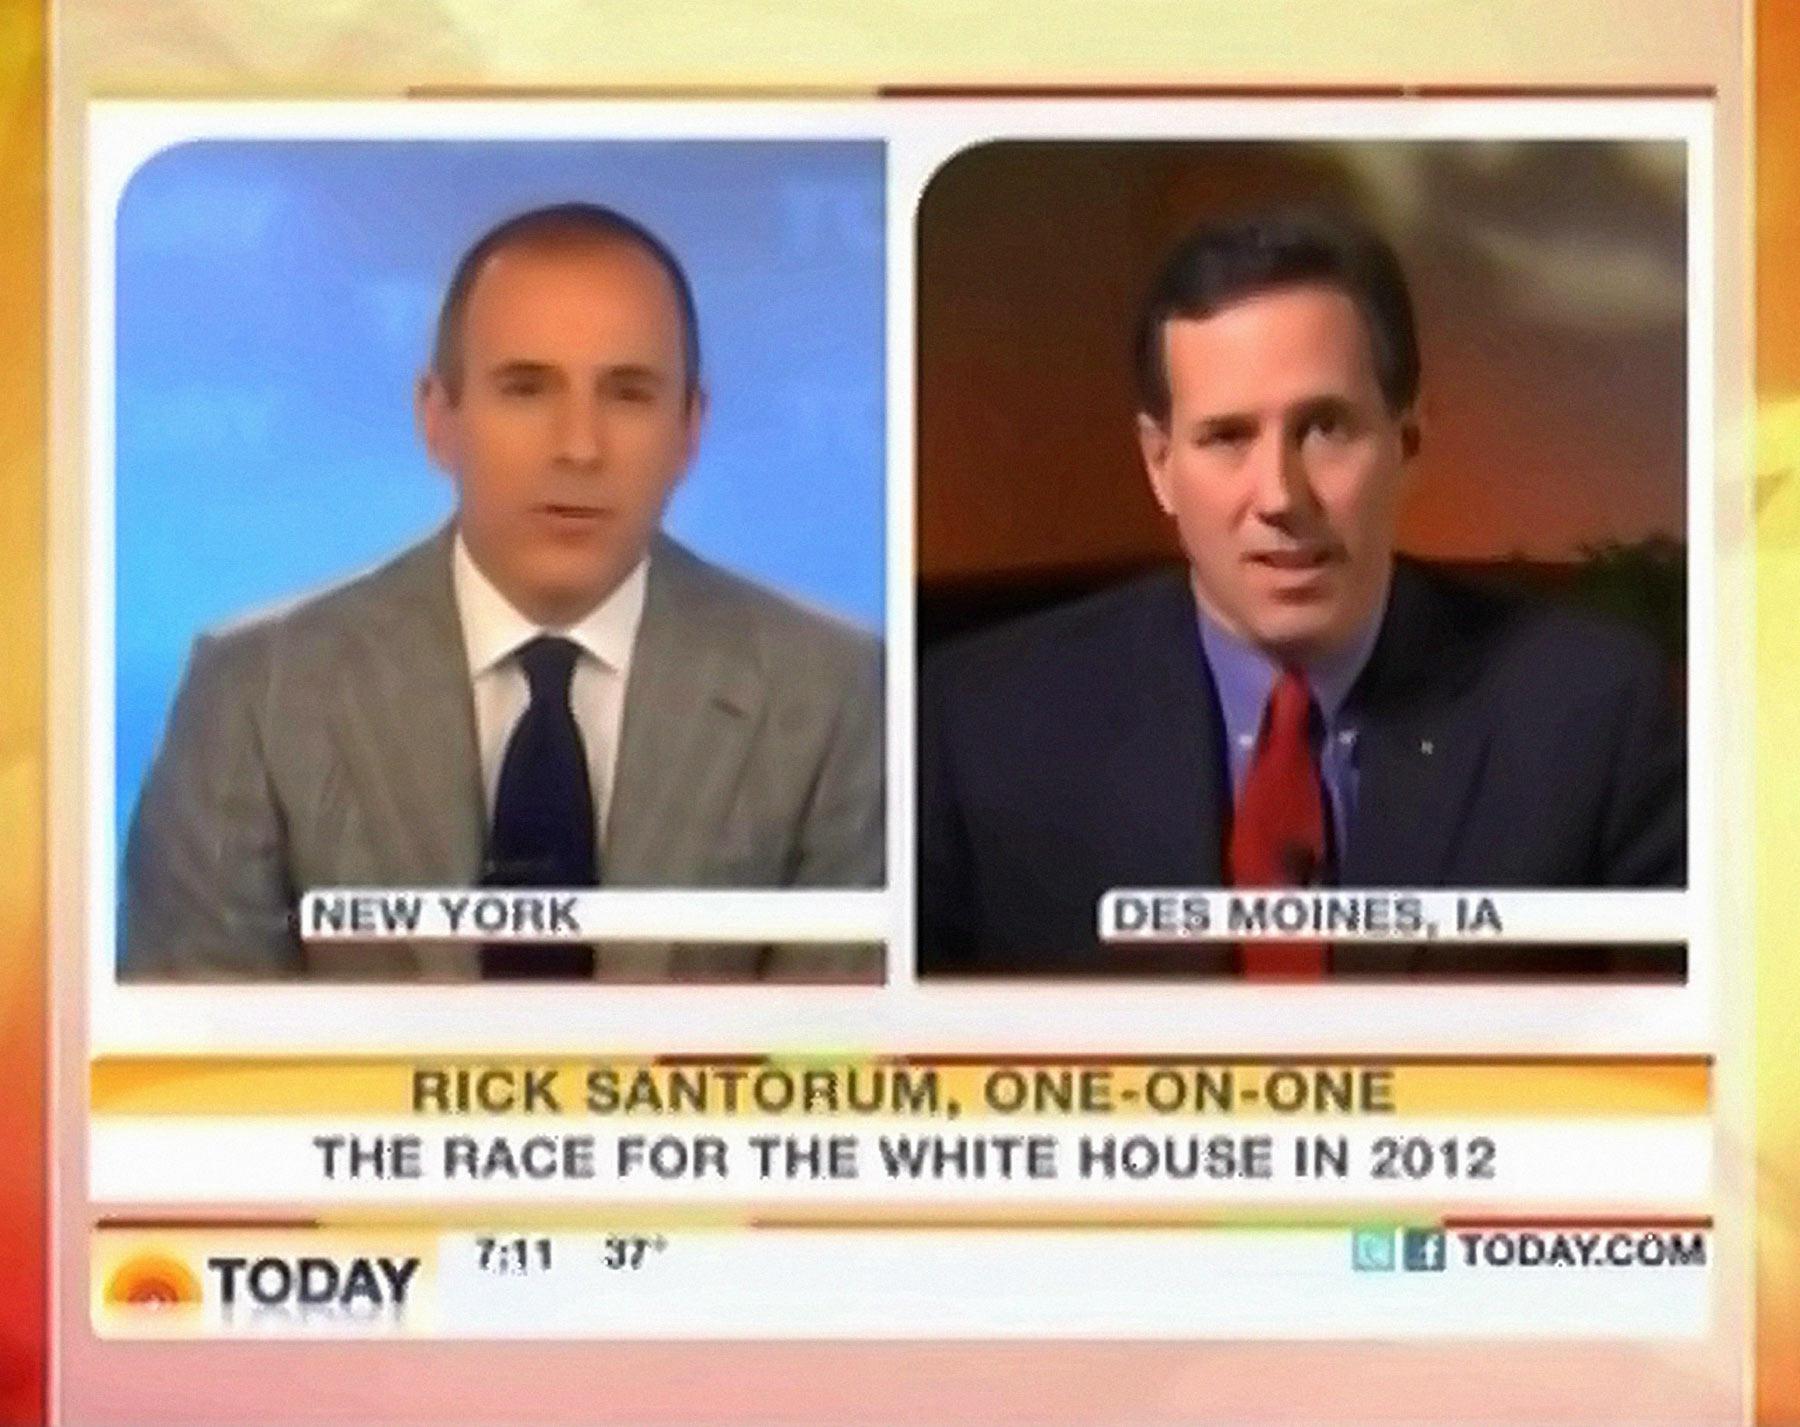 NEW YORK
DES MOINES, IA
RICK SANTORUM, ONE-ON-ONE
THE RACE FOR THE WHITE HOUSE IN 2012
TODAY
7:11 37°
TODAY.COM